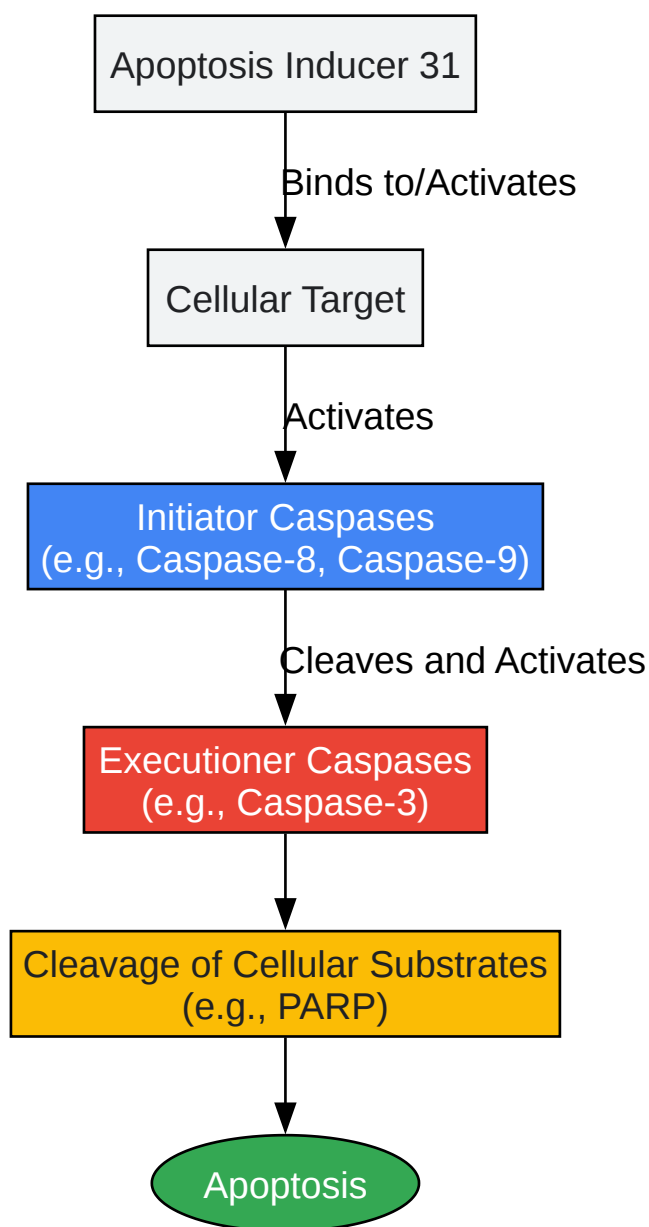 Apoptosis Inducer 31
Binds to/Activates
Cellular Target
Activates
Initiator Caspases
(e.g., Caspase-8, Caspase-9)
Cleaves and Activates
Executioner Caspases
(e.g., Caspase-3)
Cleavage of Cellular Substrates
(e.g., PARP)
Apoptosis